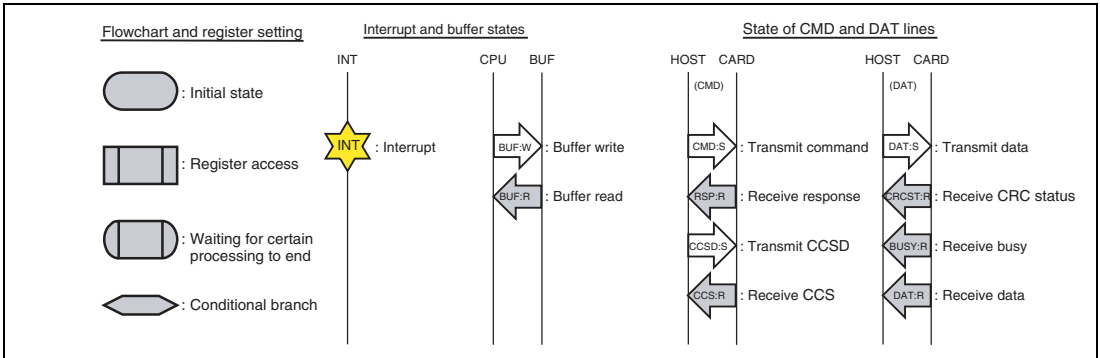 Flowchart and register setting
Interrupt and buffer states
State of CMD and DAT lines
INT
CPU
BUF
HOST
CARD
HOST
CARD
(CMD)
(DAT)
: Initial state
INT
: Interrupt
BUF:W
: Buffer write
CMD:S
: Transmit command
DAT:S
: Transmit data
: Register access
BUF:R
: Buffer read
RSP:R
: Receive response
CRCST:R
: Receive CRC status
: Waiting for certain
processing to end
CCSD:S
: Transmit CCSD
BUSY:R
: Receive busy
: Conditional branch
CCS:R
: Receive CCS
DAT:R
: Receive data